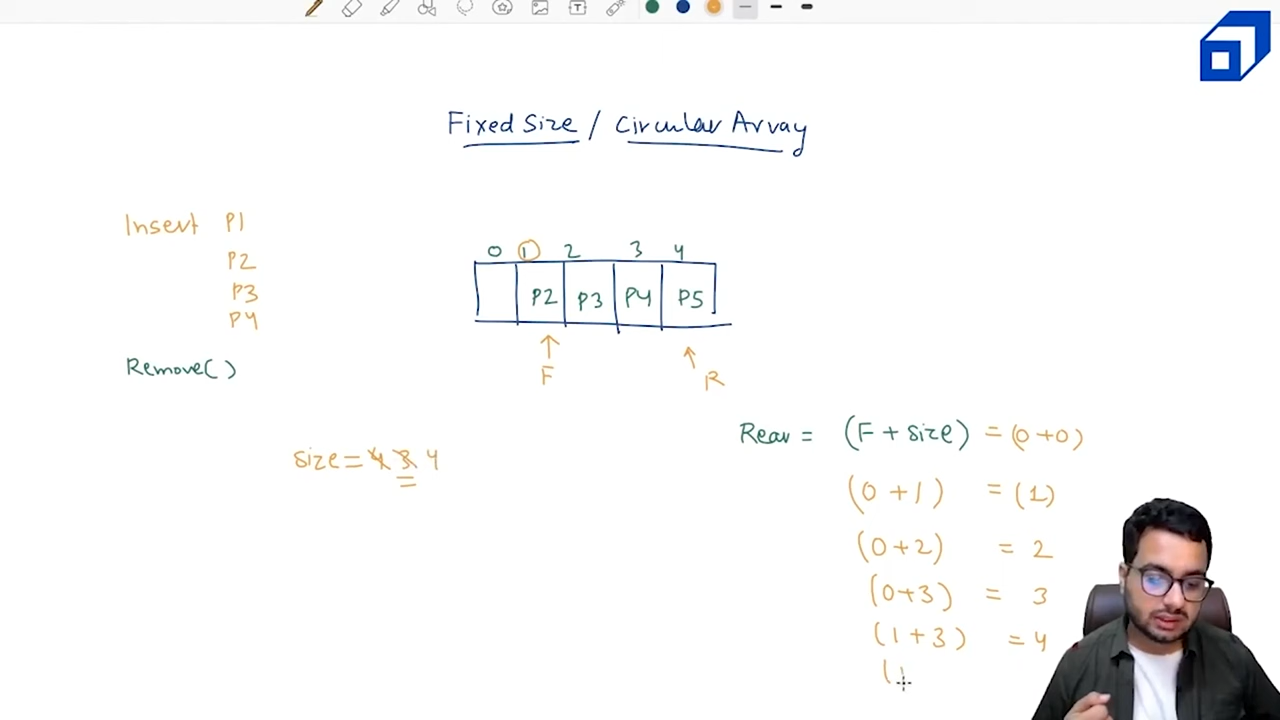 Fixed Size / Circular Array
Insert P1
P2
P3
P4
Remove()
0 1 2 3 4
P2 P3 P4 P5
F
R
size = 4 3 4
Rear = (F + size) = (0+0)
(0 + 1) = (1)
(0+2) = 2
(0+3) = 3
(1+3) = 4
(1